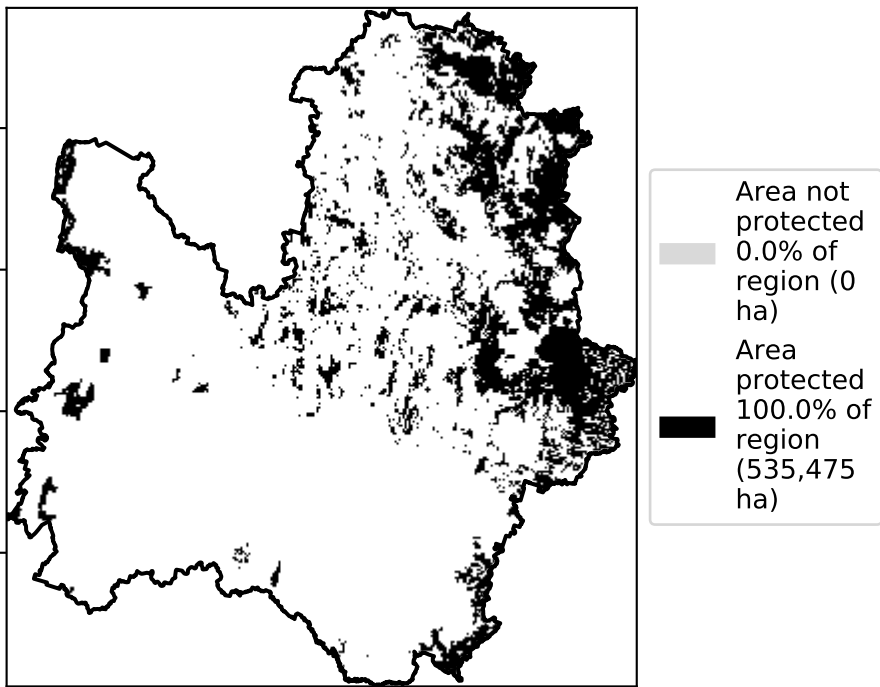 Area not
protected
0.0% of
region (0
ha)
Area
protected
100.0% of
region
(535,475
ha)